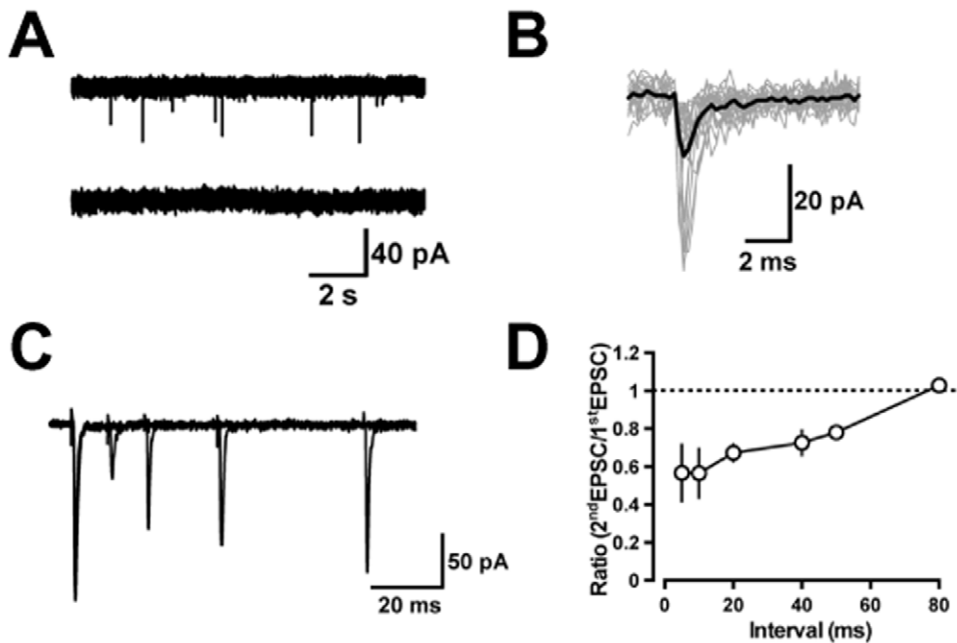 A
40 pA
2 s
B
20 pA
2 ms
C
50 pA
20 ms
D
Ratio (2ndEPSC/1stEPSC)
1.2
1
0.8
0.6
0.4
0.2
0
0 20 40 60 80
Interval (ms)